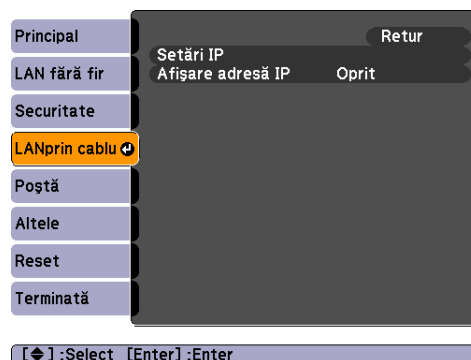 Principal
LAN fără fir
Securitate
LANprin cablu
Poştă
Altele
Reset
Terminată
Retur
Setări IP
Afişare adresă IP Oprit
[◆] :Select [Enter] :Enter